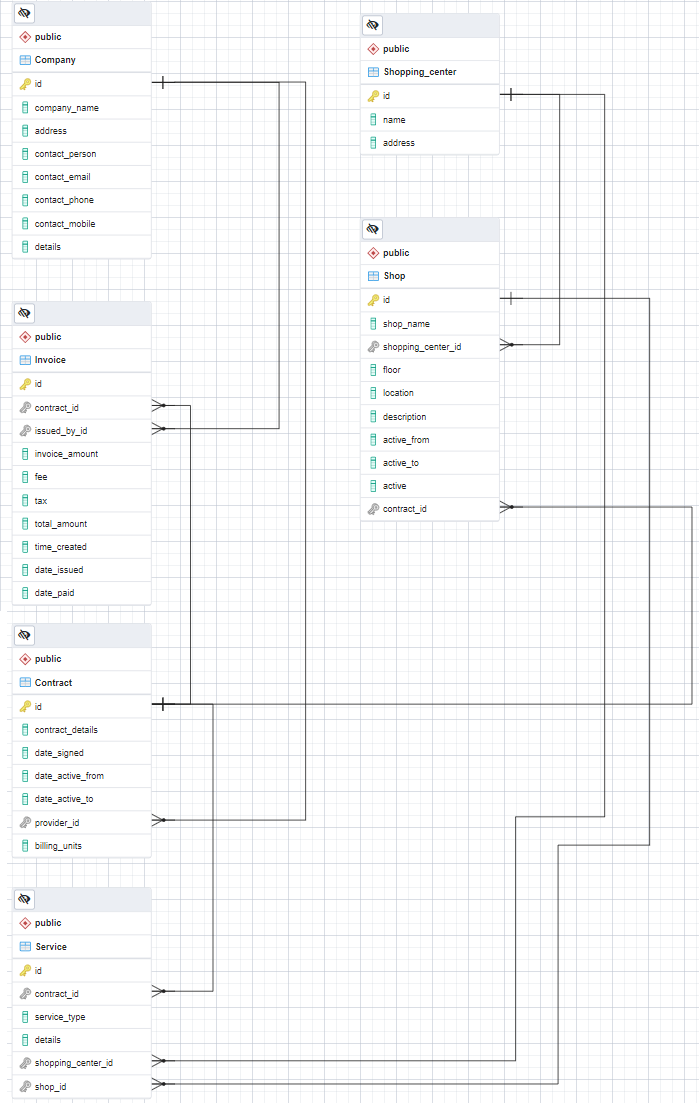 public
Company
id
company_name
address
contact_person
contact_email
contact_phone
contact_mobile
details
public
Invoice
id
contract_id
issued_by_id
invoice_amount
fee
tax
total_amount
time_created
date_issued
date_paid
public
Contract
id
contract_details
date_signed
date_active_from
date_active_to
provider_id
billing_units
public
Service
id
contract_id
service_type
details
shopping_center_id
shop_id
public
Shopping_center
id
name
address
public
Shop
id
shop_name
shopping_center_id
floor
location
description
active_from
active_to
active
contract_id